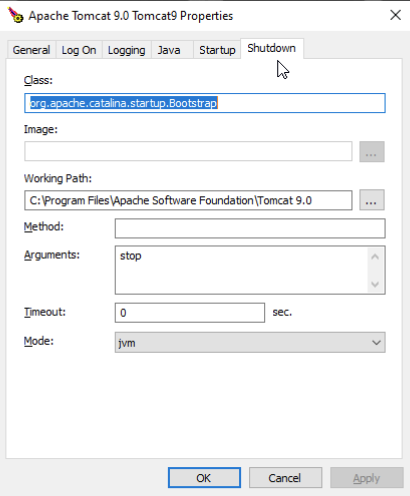 Apache Tomcat 9.0 Tomcat9 Properties
General Log On Logging Java Startup Shutdown
Class:
org.apache.catalina.startup.Bootstrap
Image:
...
Working Path:
C:\Program Files\Apache Software Foundation\Tomcat 9.0 ...
Method:
Arguments: stop
Timeout: 0 sec.
Mode: jvm
OK Cancel Apply